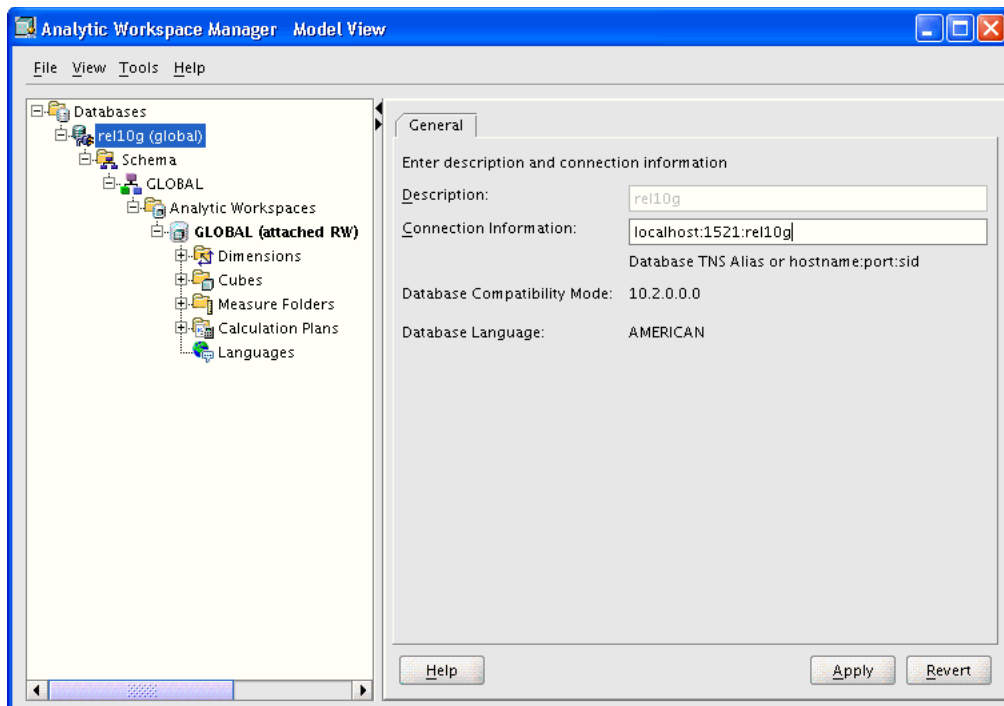 Analytic Workspace Manager Model View
File View Tools Help
Databases
rel10g (global)
Schema
GLOBAL
Analytic Workspaces
GLOBAL (attached RW)
Dimensions
Cubes
Measure Folders
Calculation Plans
Languages
General
Enter description and connection information
Description: rel10g
Connection Information: localhost:1521:rel10g
Database TNS Alias or hostname:port:sid
Database Compatibility Mode: 10.2.0.0.0
Database Language: AMERICAN
Help Apply Revert